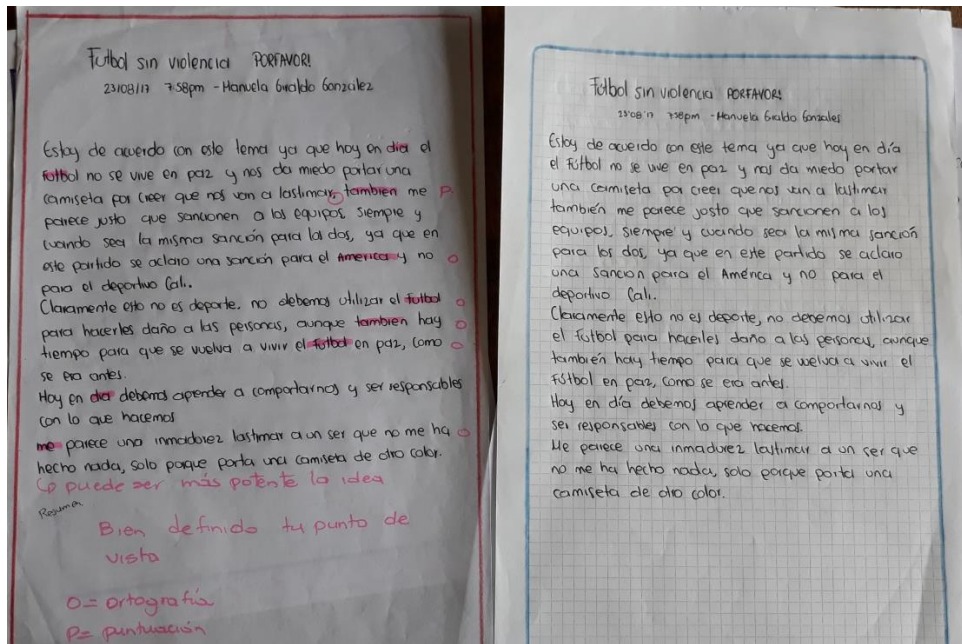 Futbol sin violencia PORFAVOR!
23/08/17 7:58pm - Manuela Giraldo González
Estoy de acuerdo con este tema ya que hoy en dia el
futbol no se vive en paz y nos da miedo portar una
camiseta por creer que nos van a lastimar, tambien me P.
parece justo que sancionen a los equipos, siempre y
cuando sea la misma sanción para los dos, ya que en
este partido se aclaro una sanción para el America y no O
para el deportivo Cali.
Claramente esto no es deporte. no debemos utilizar el futbol O
para hacerles daño a las personas, aunque tambien hay O
tiempo para que se vuelva a vivir el futbol en paz, como O
se era antes.
Hoy en dia debemos aprender a comportarnos y ser responsables
con lo que hacemos
me parece una inmadurez lastimar a un ser que no me ha O
hecho nada, solo porque porta una camiseta de otro color.
puede ser más potente la idea
Resumen
Bien definido tu punto de
vista
O= ortografía
P= puntuación
Fútbol sin violencia PORFAVOR!
23/08/17 7:58pm - Manuela Giraldo Gonzales
Estoy de acuerdo con este tema ya que hoy en día
el fútbol no se vive en paz y nos da miedo portar
una camiseta por creer que nos van a lastimar
también me parece justo que sancionen a los
equipos, siempre y cuando sea la misma sanción
para los dos, ya que en este partido se aclaro
una sancion para el América y no para el
deportivo Cali.
Claramente esto no es deporte, no debemos utilizar
el fútbol para hacerles daño a las personas, aunque
también hay tiempo para que se vuelva a vivir el
fútbol en paz, como se era antes.
Hoy en día debemos aprender a comportarnos y
ser responsables con lo que hacemos.
Me parece una inmadurez lastimar a un ser que
no me ha hecho nada, solo porque porta una
camiseta de otro color.